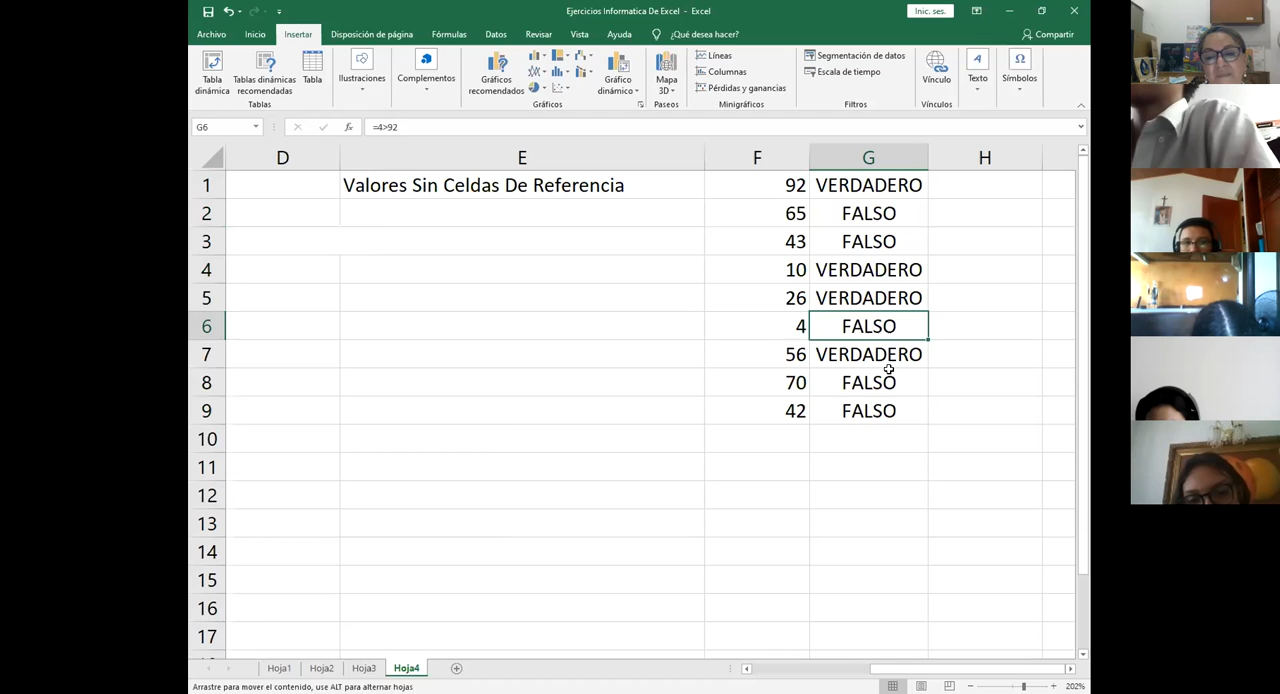 Ejercicios Informatica De Excel - Excel
Inic. ses.
Archivo Inicio Insertar Disposición de página Fórmulas Datos Revisar Vista Ayuda ¿Qué desea hacer? Compartir
Tabla dinámica
Tablas dinámicas recomendadas
Tabla
Tablas
Ilustraciones
Complementos
Gráficos recomendados
Gráfico dinámico
Gráficos
Mapa 3D
Paseos
Líneas
Columnas
Pérdidas y ganancias
Minigráficos
Segmentación de datos
Escala de tiempo
Filtros
Vínculo
Vínculos
Texto
Símbolos
G6 fx =4>92
D E F G H
1 Valores Sin Celdas De Referencia 92 VERDADERO
2 65 FALSO
3 43 FALSO
4 10 VERDADERO
5 26 VERDADERO
6 4 FALSO
7 56 VERDADERO
8 70 FALSO
9 42 FALSO
10
11
12
13
14
15
16
17
Hoja1 Hoja2 Hoja3 Hoja4
Arrastre para mover el contenido, use ALT para alternar hojas 202%